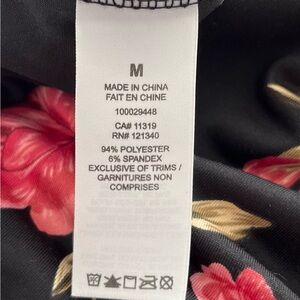 M
MADE IN CHINA
FAIT EN CHINE
100029448
CA# 11319
RN# 121340
94% POLYESTER
6% SPANDEX
EXCLUSIVE OF TRIMS /
GARNITURES NON
COMPRISES